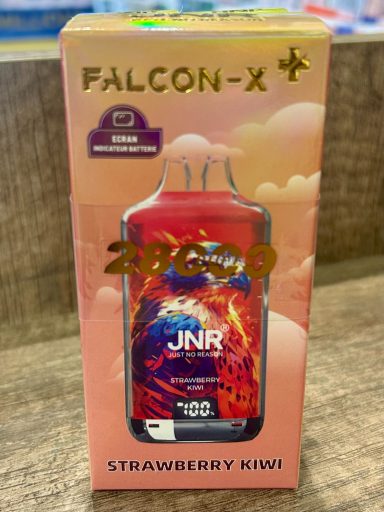 FALCON-X +
ECRAN
INDICATEUR BATTERIE
28000
JNR®
JUST NO REASON
STRAWBERRY
KIWI
100%
STRAWBERRY KIWI